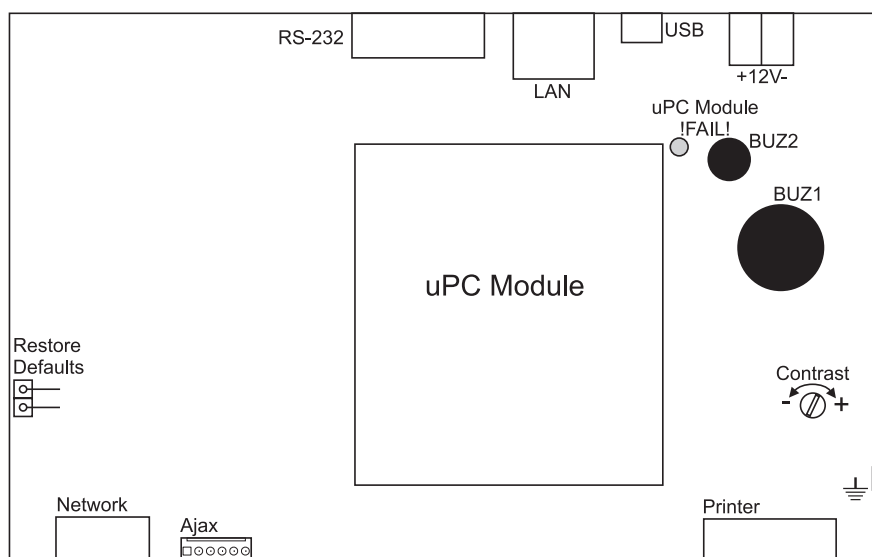 RS-232
LAN
USB
+12V-
uPC Module
!FAIL!
BUZ2
BUZ1
uPC Module
Restore
Defaults
Contrast
- +
Network
Ajax
Printer